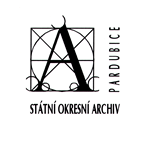 A
PARDUBICE
STÁTNÍ OKRESNÍ ARCHIV